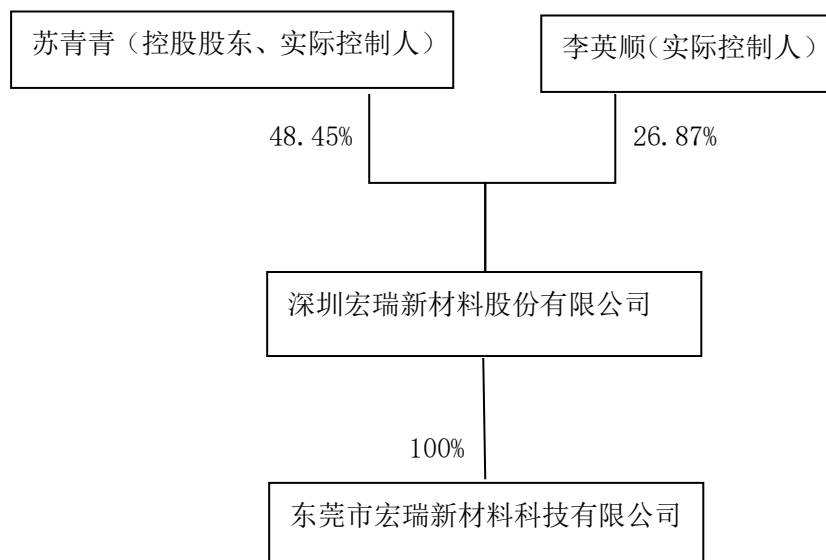 苏青青（控股股东、实际控制人）
李英顺(实际控制人）
48.45%
26.87%
深圳宏瑞新材料股份有限公司
100%
东莞市宏瑞新材料科技有限公司